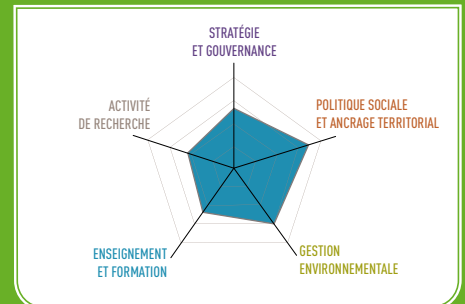 STRATÉGIE
ET GOUVERNANCE
POLITIQUE SOCIALE
ET ANCRAGE TERRITORIAL
GESTION
ENVIRONNEMENTALE
ENSEIGNEMENT
ET FORMATION
ACTIVITÉ
DE RECHERCHE